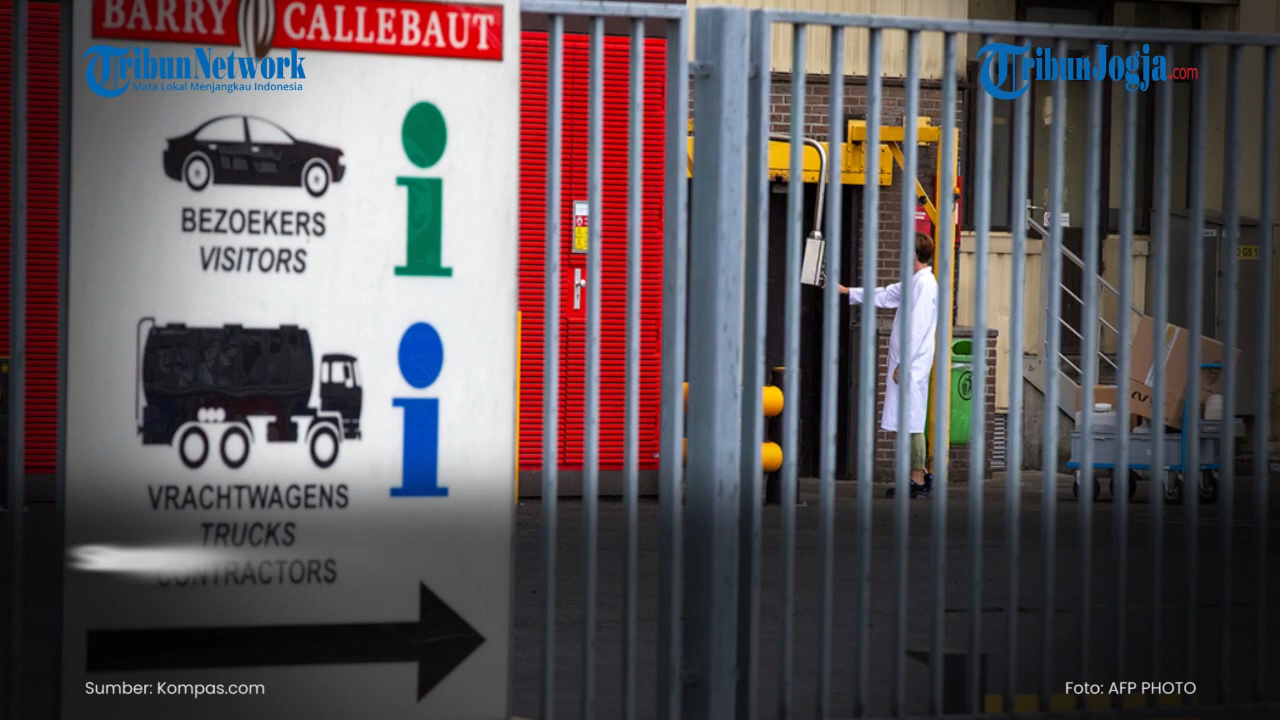 BARRY CALLEBAUT
TribunNetwork
Mata Lokal Menjangkau Indonesia
TribunJogja.com
BEZOEKERS
VISITORS
VRACHTWAGENS
TRUCKS
CONTRACTORS
Sumber: Kompas.com
Foto: AFP PHOTO